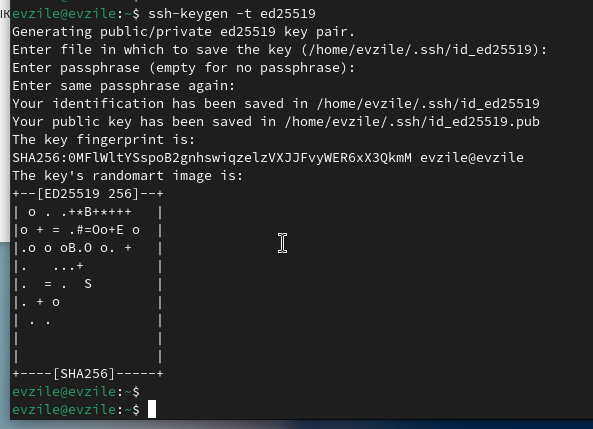 evzile@evzile:~$ ssh-keygen -t ed25519
Generating public/private ed25519 key pair.
Enter file in which to save the key (/home/evzile/.ssh/id_ed25519):
Enter passphrase (empty for no passphrase):
Enter same passphrase again:
Your identification has been saved in /home/evzile/.ssh/id_ed25519
Your public key has been saved in /home/evzile/.ssh/id_ed25519.pub
The key fingerprint is:
SHA256:0MFlWltYSspoB2gnhswiqzelzVXJJFvyWER6xX3QkmM evzile@evzile
The key's randomart image is:
+--[ED25519 256]--+
| o . .+*B+*+++   |
|o + = .#=Oo+E o  |
|.o o oB.O o. +   |
|.   ...+         |
|.  = .  S        |
|. + o            |
| . .             |
|                 |
|                 |
+----[SHA256]-----+
evzile@evzile:~$
evzile@evzile:~$